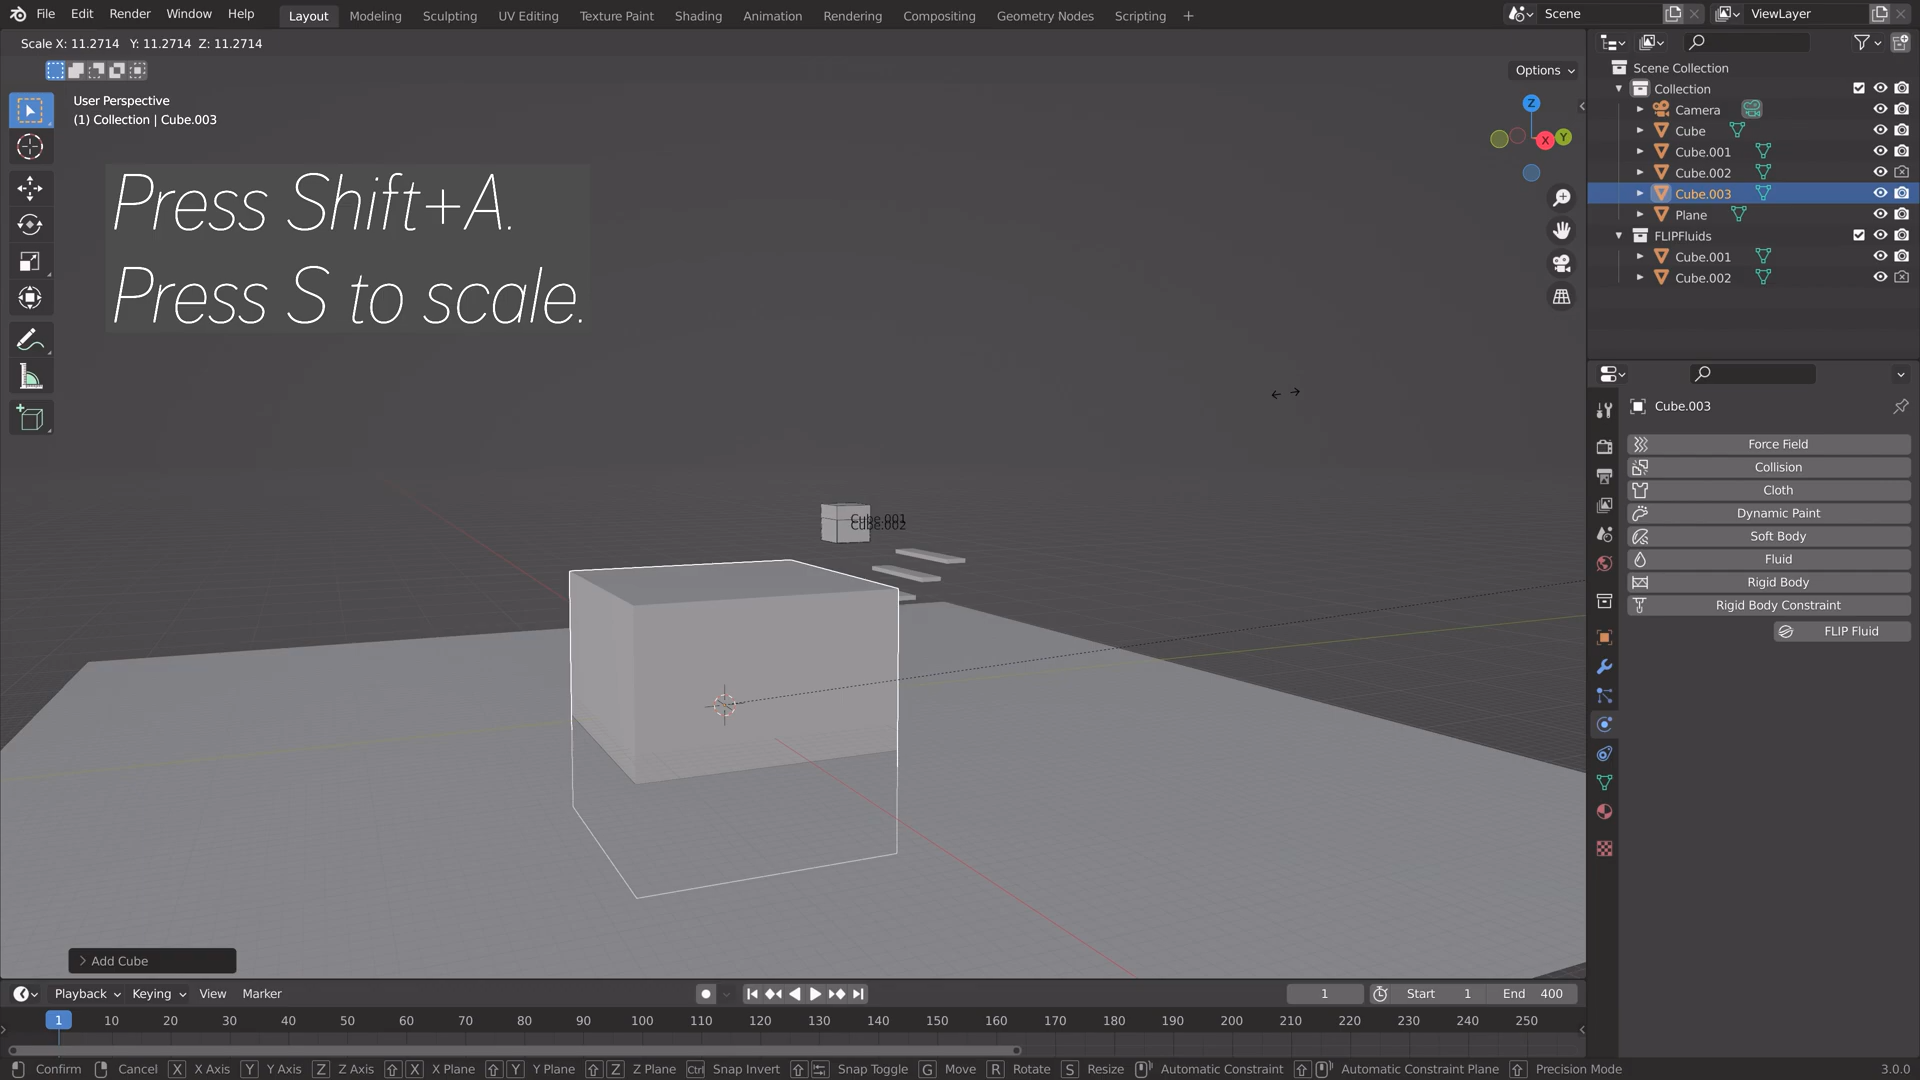 File Edit Render Window Help Layout Modeling Sculpting UV Editing Texture Paint Shading Animation Rendering Compositing Geometry Nodes Scripting + Scene ViewLayer
Scale X: 11.2714 Y: 11.2714 Z: 11.2714
Options
User Perspective
(1) Collection | Cube.003
Press Shift+A.
Press S to scale.
Z
X
Y
Cube.001
Cube.002
Add Cube
Scene Collection
Collection
Camera
Cube
Cube.001
Cube.002
Cube.003
Plane
FLIPFluids
Cube.001
Cube.002
Cube.003
Force Field
Collision
Cloth
Dynamic Paint
Soft Body
Fluid
Rigid Body
Rigid Body Constraint
FLIP Fluid
Playback Keying View Marker 1 Start 1 End 400
1 10 20 30 40 50 60 70 80 90 100 110 120 130 140 150 160 170 180 190 200 210 220 230 240 250
Confirm Cancel X X Axis Y Y Axis Z Z Axis X X Plane Y Y Plane Z Z Plane Ctrl Snap Invert Snap Toggle G Move R Rotate S Resize Automatic Constraint Automatic Constraint Plane Precision Mode 3.0.0